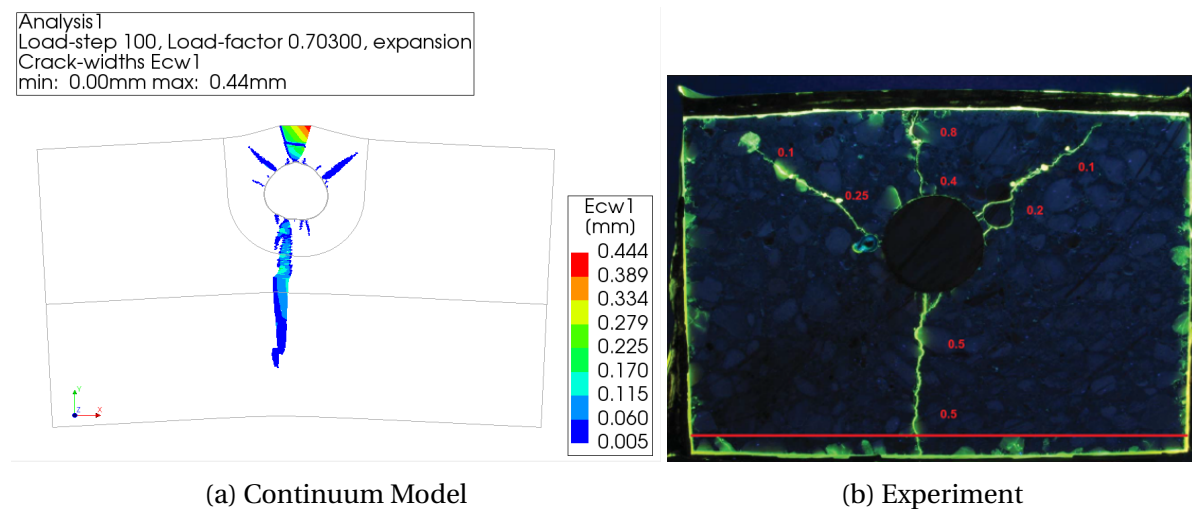 Analysis1
Load-step 100, Load-factor 0.70300, expansion
Crack-widths Ecw1
min: 0.00mm max: 0.44mm
Ecw1
(mm)
0.444
0.389
0.334
0.279
0.225
0.170
0.115
0.060
0.005
Y
Z
X
0.8
0.1
0.1
0.4
0.25
0.2
0.5
0.5
(a) Continuum Model
(b) Experiment